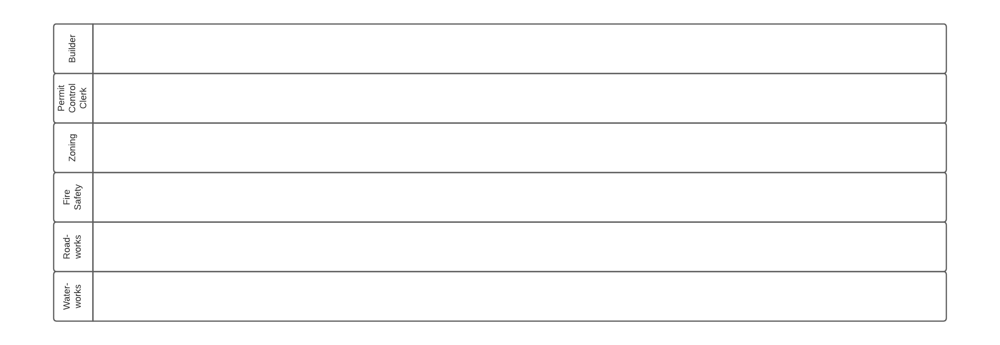 Builder
Permit
Control
Clerk
Zoning
Fire
Safety
Road-
works
Water-
works